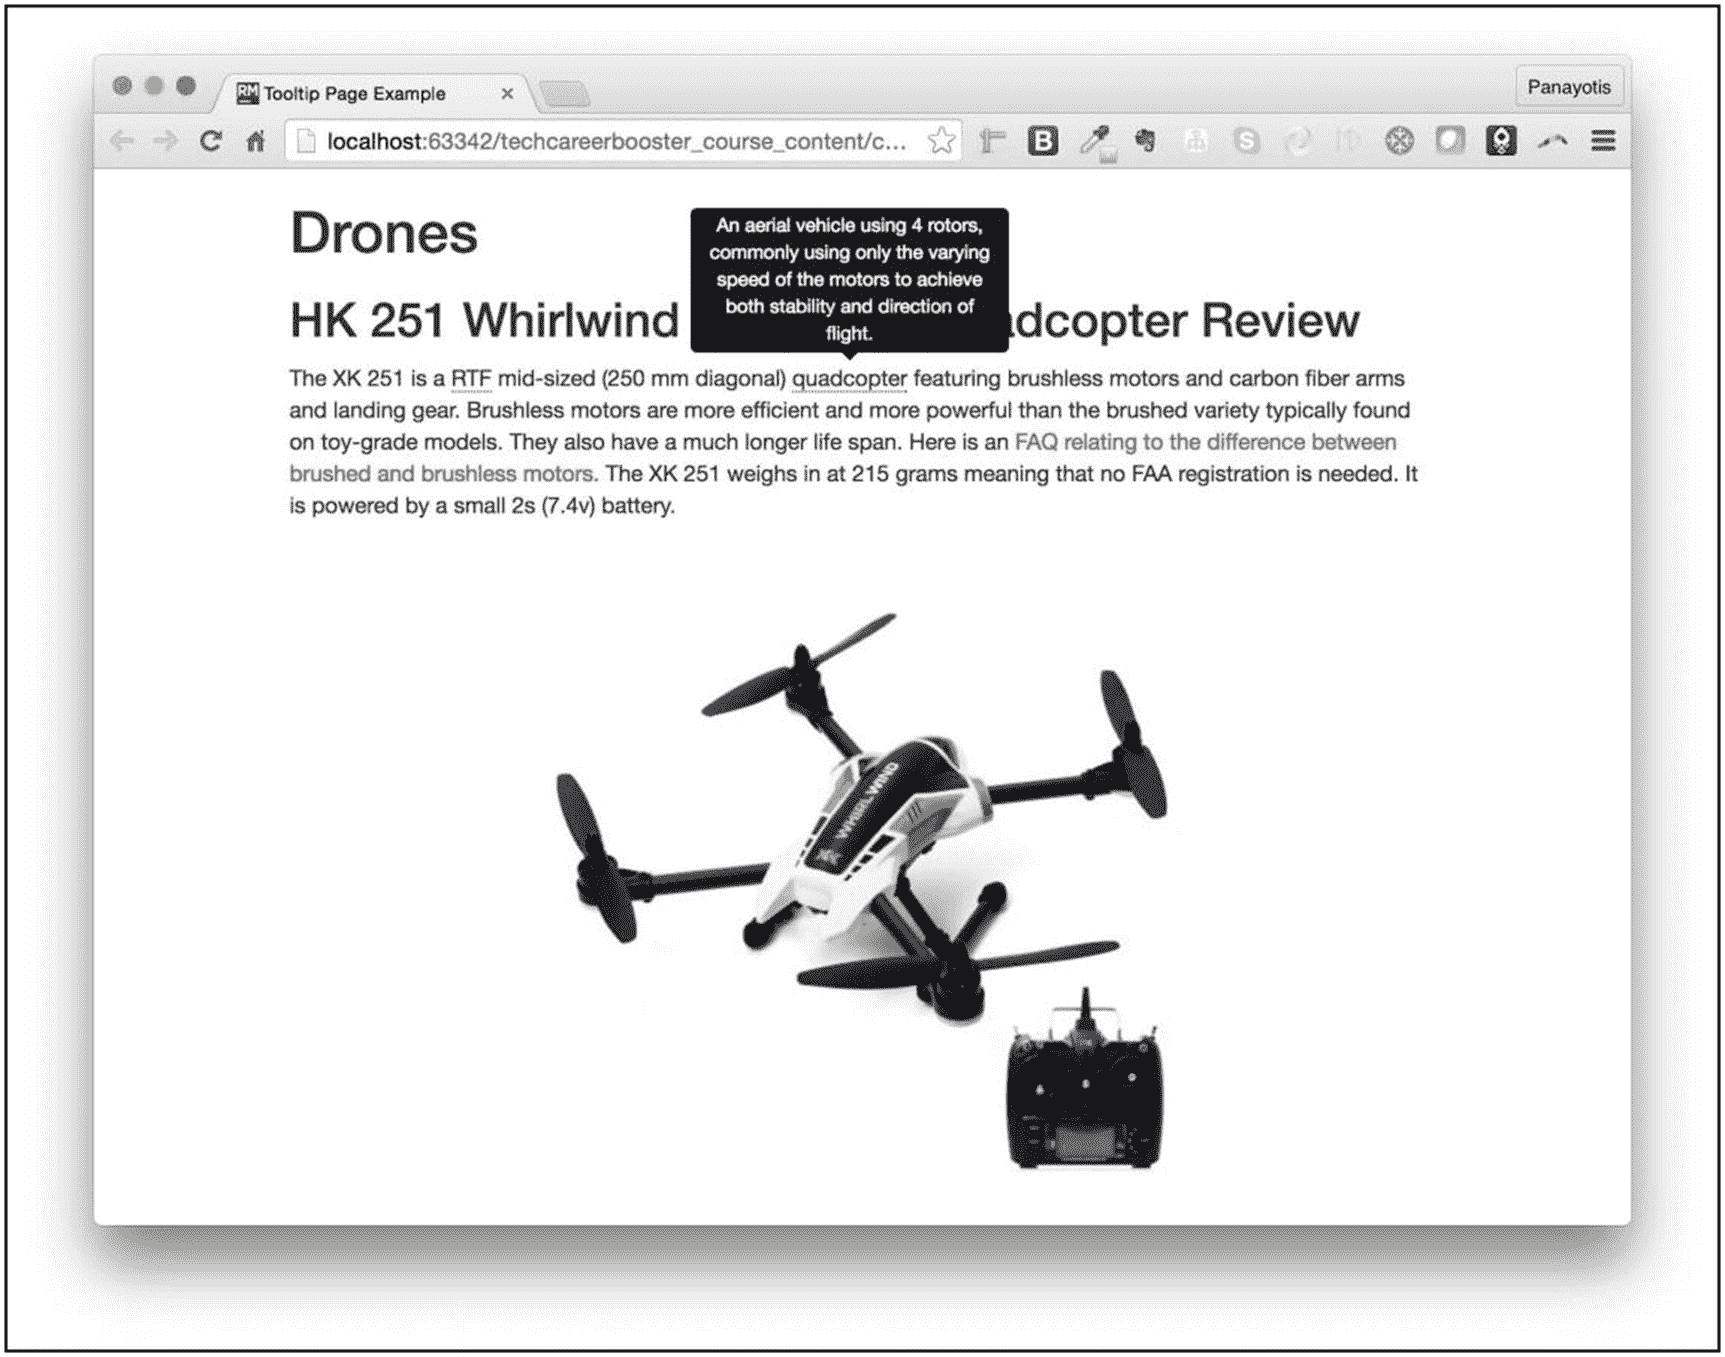 RM Tooltip Page Example
Panayotis
localhost:63342/techcareerbooster_course_content/c...
B
S
Drones
An aerial vehicle using 4 rotors,
commonly using only the varying
speed of the motors to achieve
both stability and direction of
flight.
HK 251 Whirlwind adcopter Review
The XK 251 is a RTF mid-sized (250 mm diagonal) quadcopter featuring brushless motors and carbon fiber arms
and landing gear. Brushless motors are more efficient and more powerful than the brushed variety typically found
on toy-grade models. They also have a much longer life span. Here is an FAQ relating to the difference between
brushed and brushless motors. The XK 251 weighs in at 215 grams meaning that no FAA registration is needed. It
is powered by a small 2s (7.4v) battery.
WHIRLWIND
XK